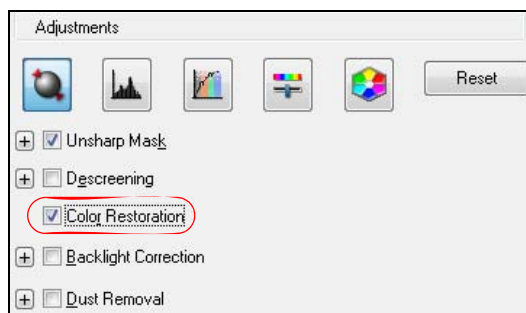 Adjustments
Reset
Unsharp Mask
Descreening
Color Restoration
Backlight Correction
Dust Removal